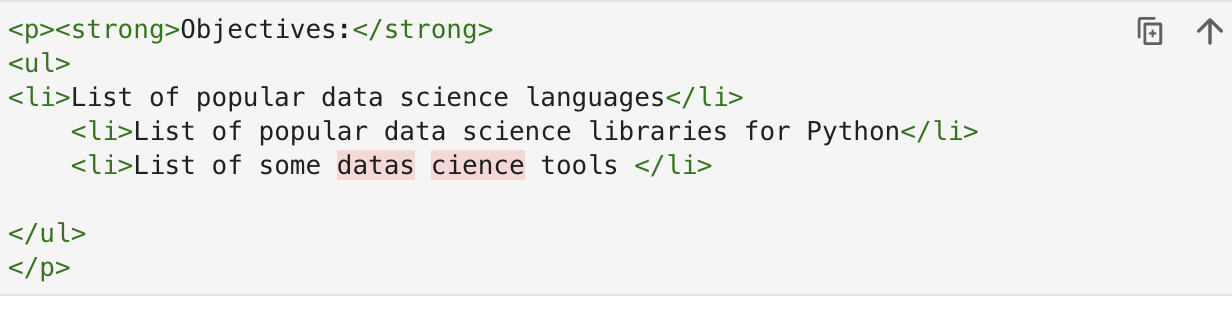 <p><strong>Objectives:</strong>
<ul>
<li>List of popular data science languages</li>
    <li>List of popular data science libraries for Python</li>
    <li>List of some datas cience tools </li>

</ul>
</p>